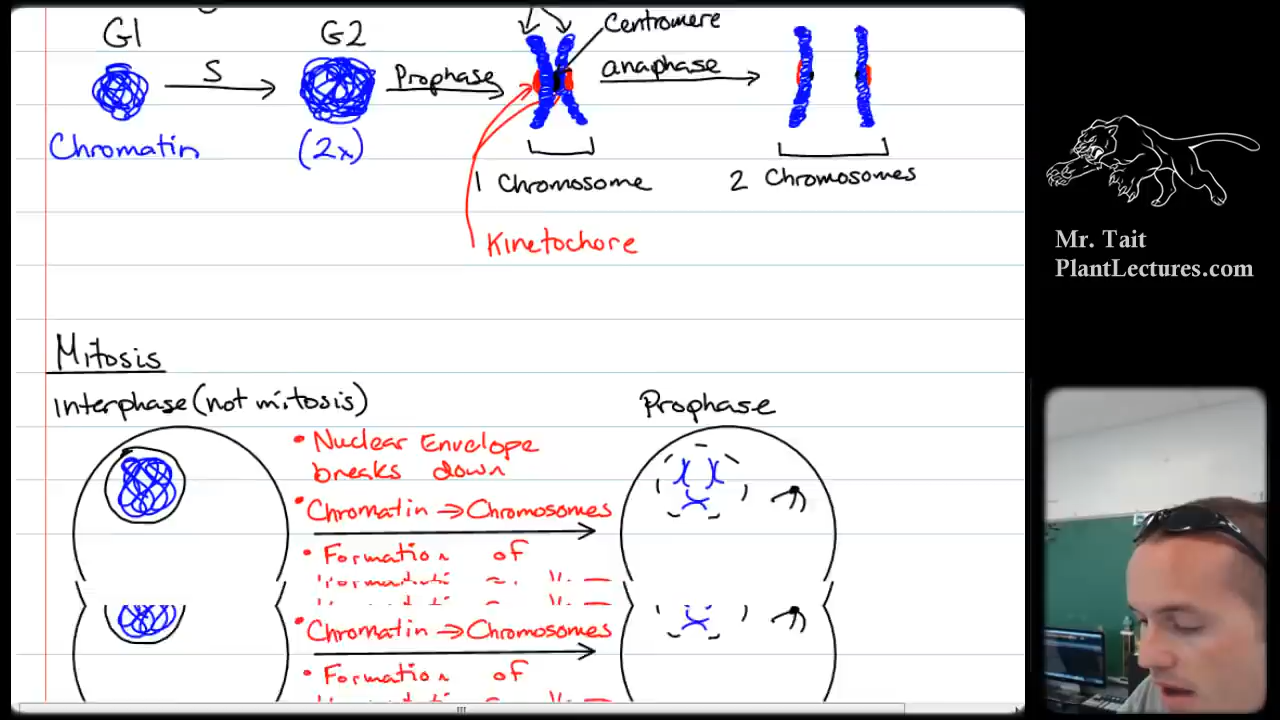 G1
G2
Centromere
S
Prophase
anaphase
Chromatin
(2x)
1 Chromosome
2 Chromosomes
Kinetochore
Mr. Tait
PlantLectures.com
Mitosis
Interphase (not mitosis)
Prophase
• Nuclear Envelope
breaks down
• Chromatin → Chromosomes
• Formation of
• Chromatin → Chromosomes
• Formation of